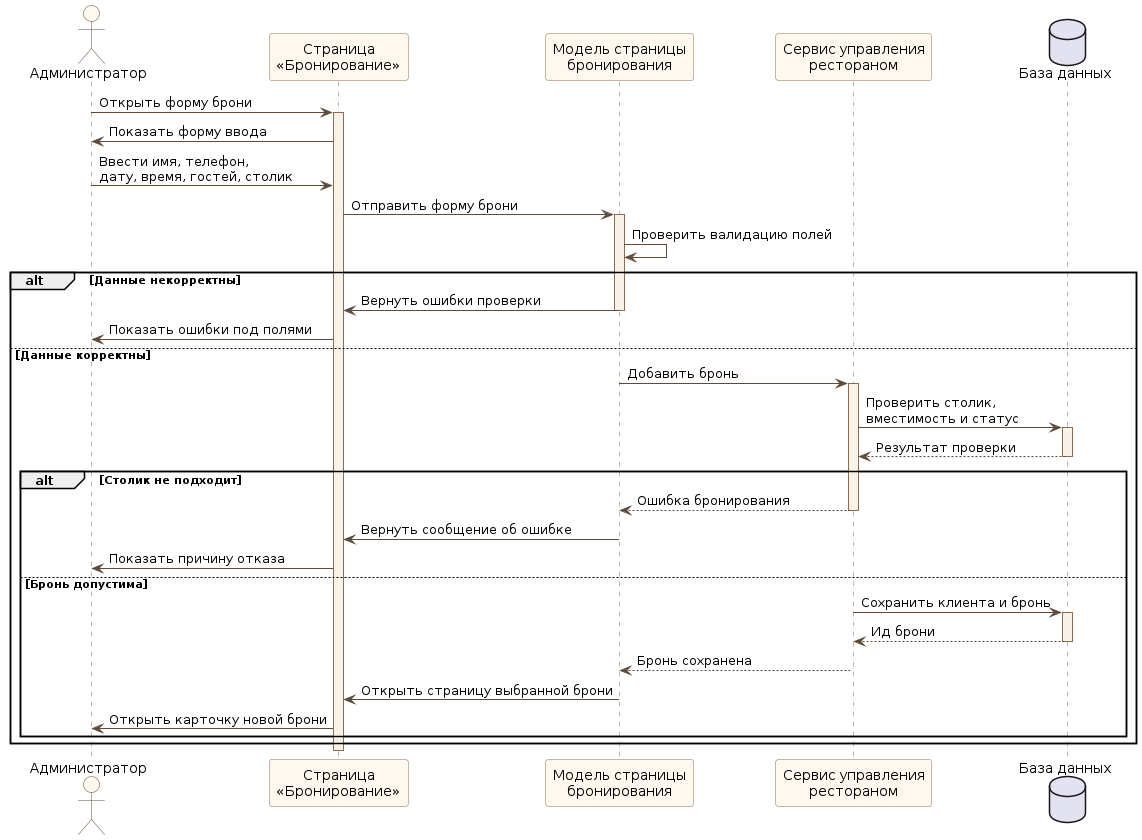 Администратор
Страница
«Бронирование»
Модель страницы
бронирования
Сервис управления
рестораном
База данных
Открыть форму брони
Показать форму ввода
Ввести имя, телефон,
дату, время, гостей, столик
Отправить форму брони
Проверить валидацию полей
alt
[Данные некорректны]
Вернуть ошибки проверки
Показать ошибки под полями
[Данные корректны]
Добавить бронь
Проверить столик,
вместимость и статус
Результат проверки
alt
[Столик не подходит]
Ошибка бронирования
Вернуть сообщение об ошибке
Показать причину отказа
[Бронь допустима]
Сохранить клиента и бронь
Ид брони
Бронь сохранена
Открыть страницу выбранной брони
Открыть карточку новой брони
Администратор
Страница
«Бронирование»
Модель страницы
бронирования
Сервис управления
рестораном
База данных